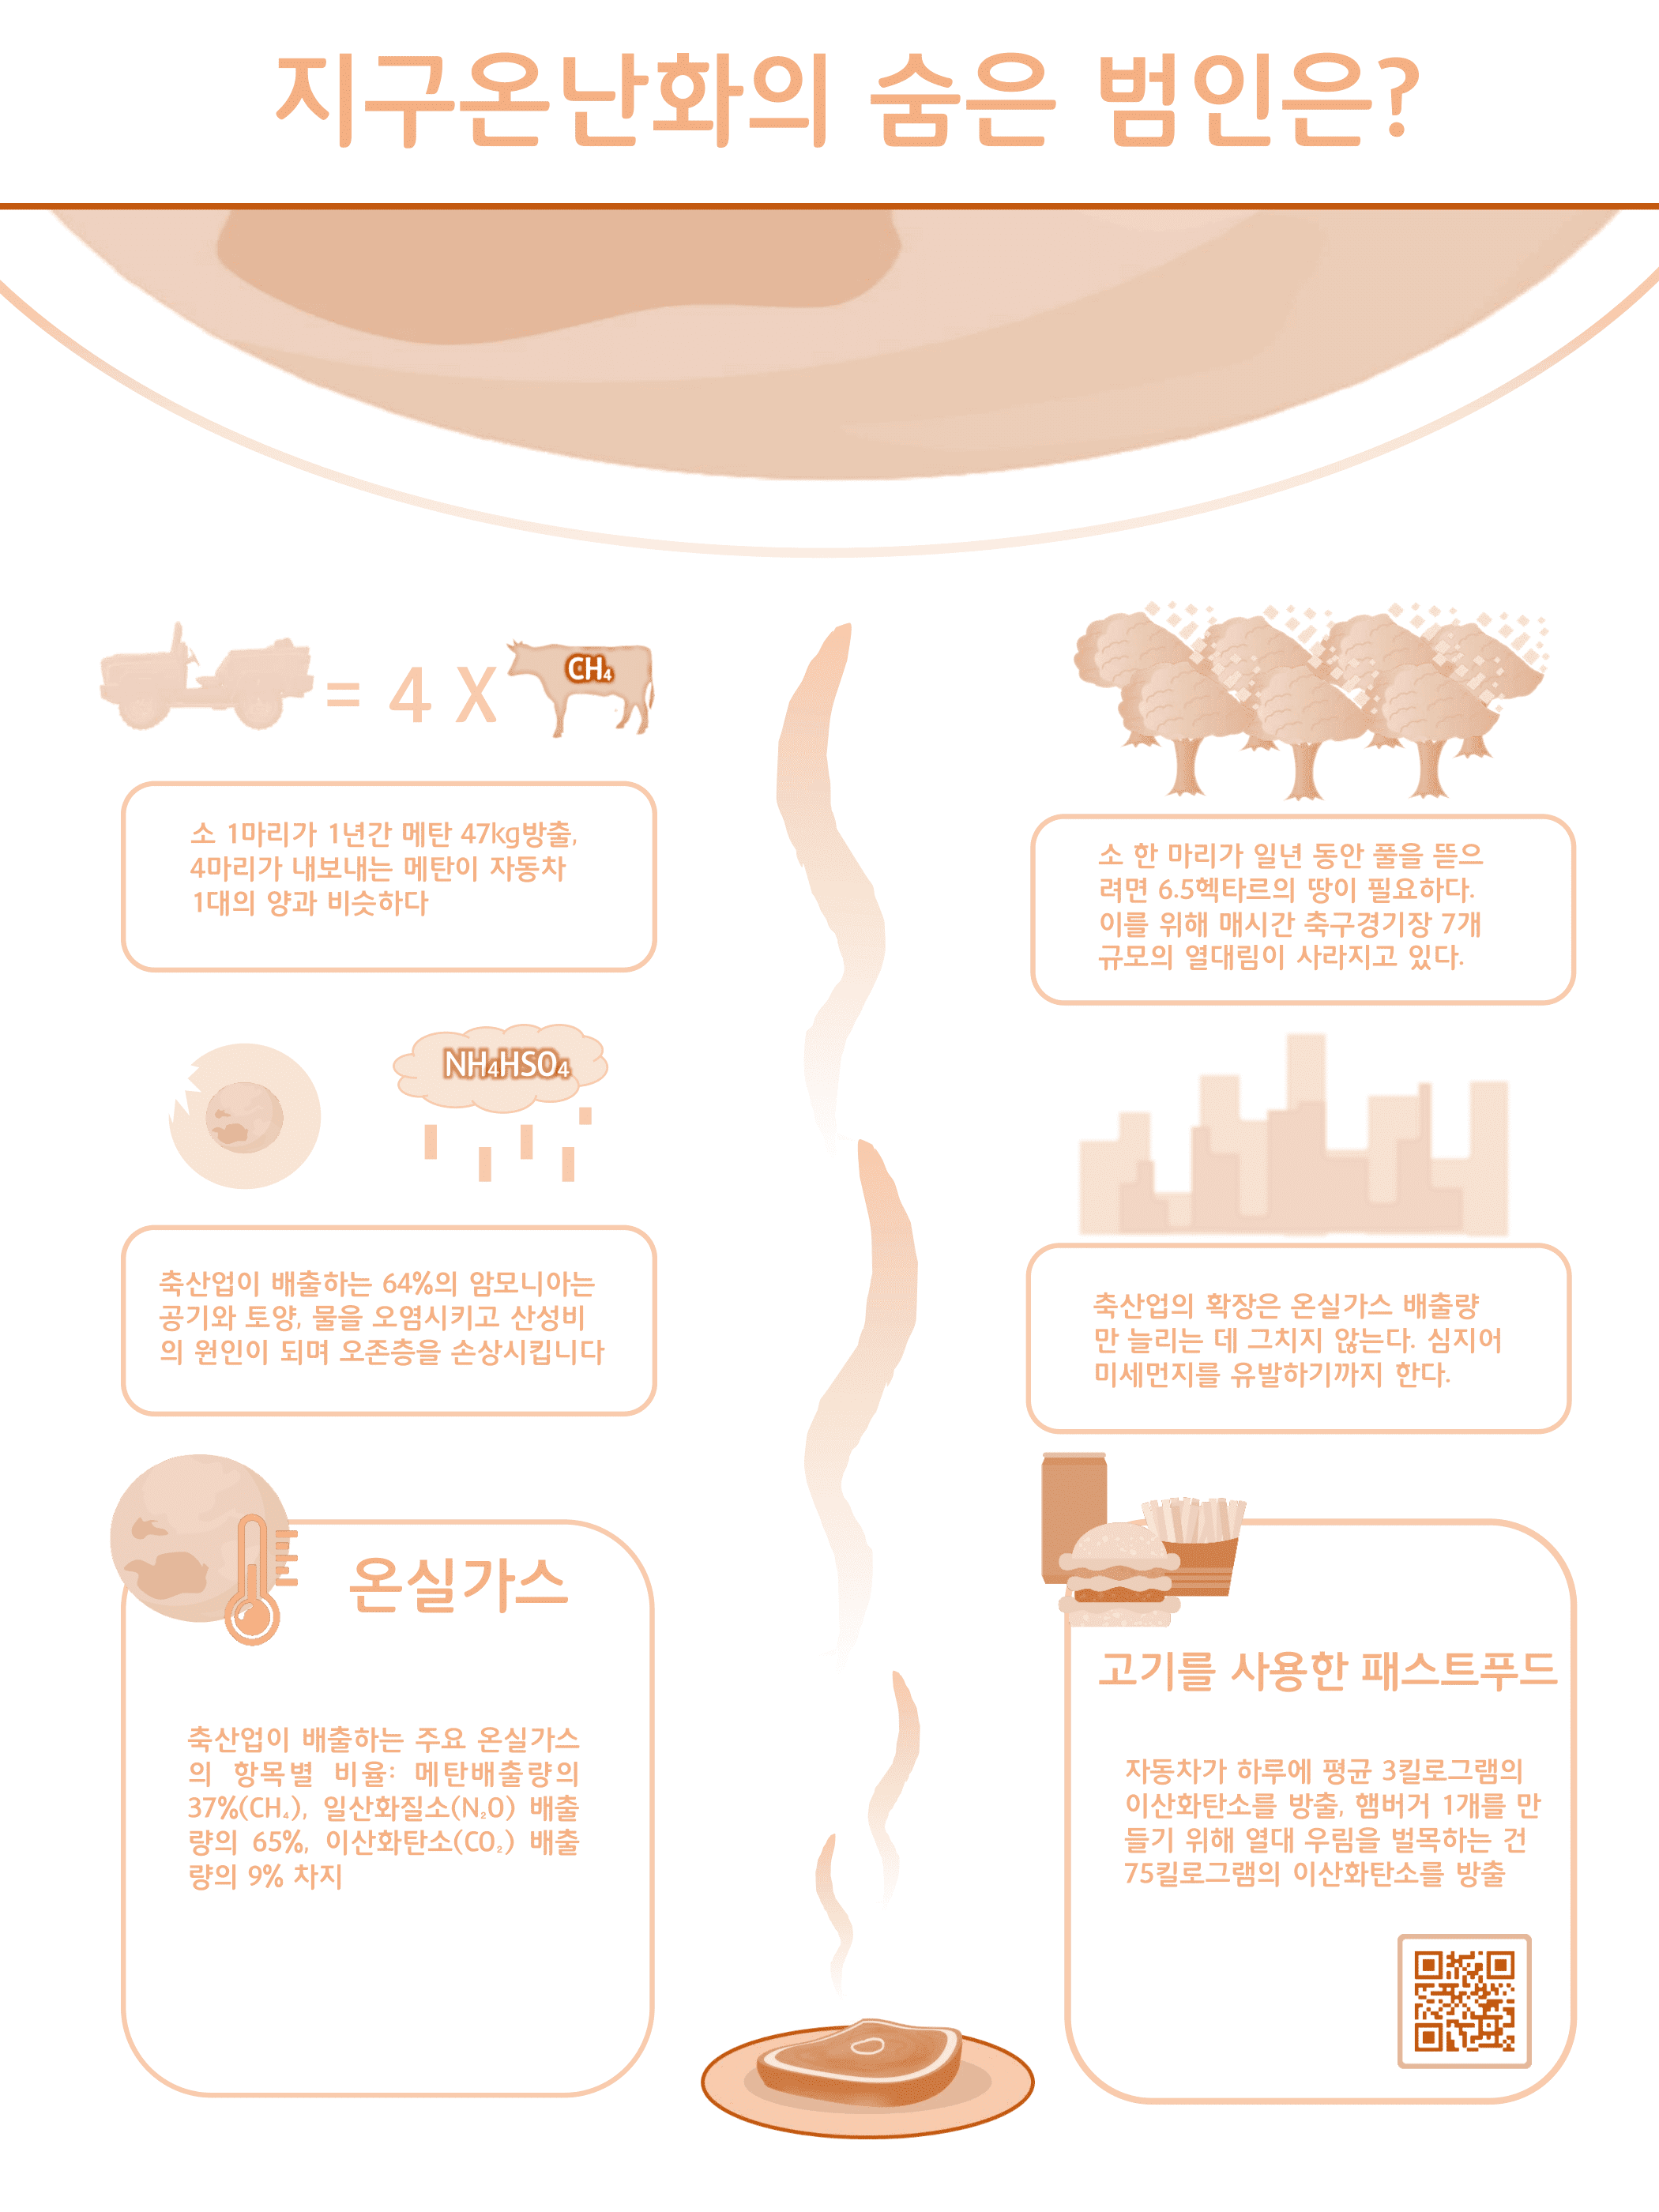 지구온난화의 숨은 범인은?
= 4 X
CH₄
소 1마리가 1년간 메탄 47kg방출,
4마리가 내보내는 메탄이 자동차
1대의 양과 비슷하다
소 한 마리가 일년 동안 풀을 뜯으
려면 6.5헥타르의 땅이 필요하다.
이를 위해 매시간 축구경기장 7개
규모의 열대림이 사라지고 있다.
NH₄HSO₄
축산업이 배출하는 64%의 암모니아는
공기와 토양, 물을 오염시키고 산성비
의 원인이 되며 오존층을 손상시킵니다
축산업의 확장은 온실가스 배출량
만 늘리는 데 그치지 않는다. 심지어
미세먼지를 유발하기까지 한다.
온실가스
축산업이 배출하는 주요 온실가스
의 항목별 비율: 메탄배출량의
37%(CH₄), 일산화질소(N₂O) 배출
량의 65%, 이산화탄소(CO₂) 배출
량의 9% 차지
고기를 사용한 패스트푸드
자동차가 하루에 평균 3킬로그램의
이산화탄소를 방출, 햄버거 1개를 만
들기 위해 열대 우림을 벌목하는 건
75킬로그램의 이산화탄소를 방출